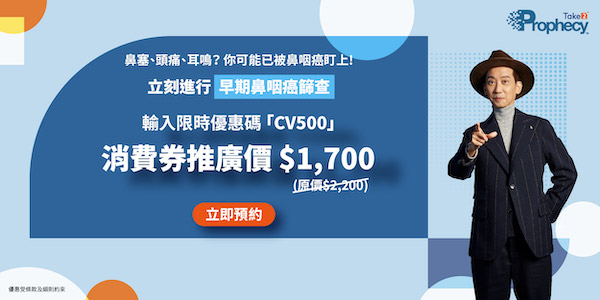 Take2
Prophecy™
鼻塞、頭痛、耳鳴？你可能已被鼻咽癌盯上!
立刻進行 早期鼻咽癌篩查
輸入限時優惠碼「CV500」
消費券推廣價 $1,700
(原價$2,200)
立即預約
優惠受條款及細則約束